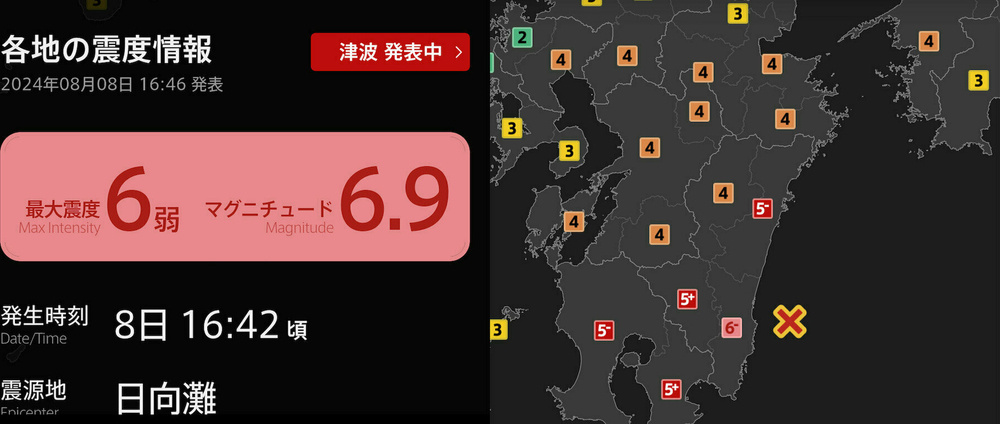 各地の震度情報
津波 発表中
2024年08月08日 16:46 発表
最大震度
Max Intensity
6弱
マグニチュード
Magnitude
6.9
発生時刻
Date/Time
8日 16:42 頃
震源地
Epicenter
日向灘
3
3
2
4
4
4
4
4
3
4
4
3
3
4
4
5-
4
4
5+
3
5-
6-
5+